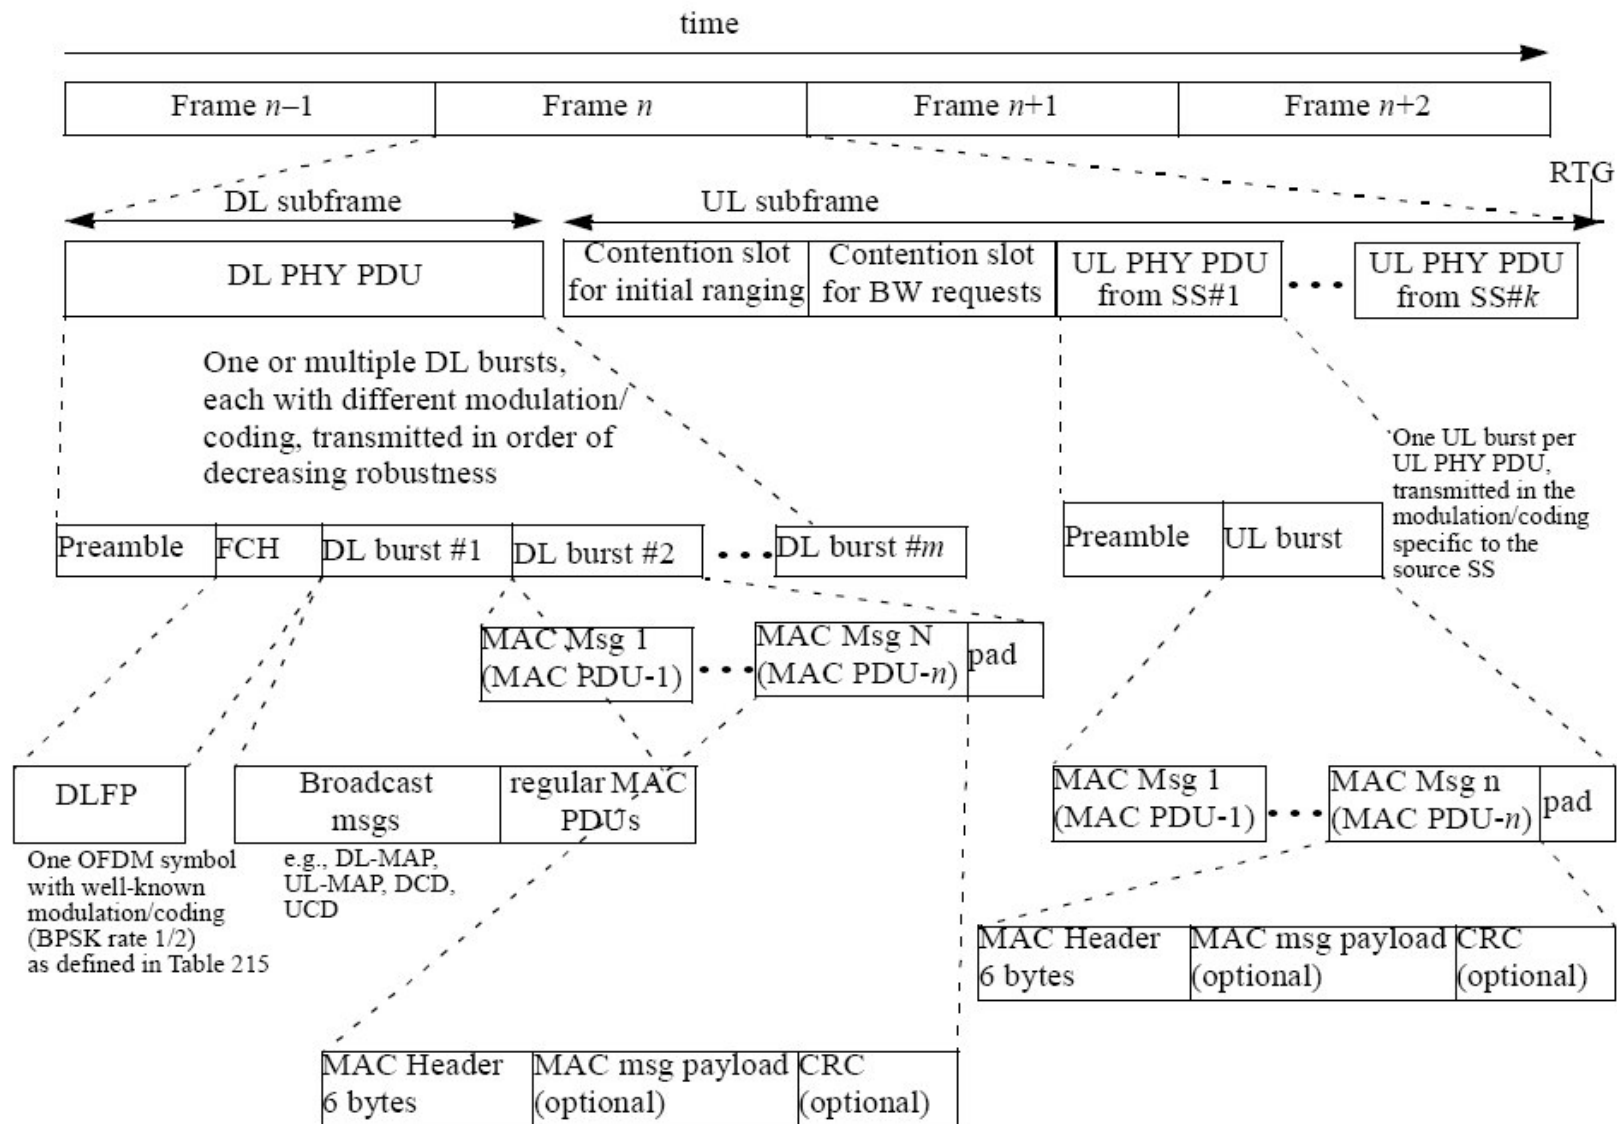 time
Frame n–1
Frame n
Frame n+1
Frame n+2
RTG
DL subframe
UL subframe
DL PHY PDU
Contention slot
for initial ranging
Contention slot
for BW requests
UL PHY PDU
from SS#1
UL PHY PDU
from SS#k
One or multiple DL bursts,
each with different modulation/
coding, transmitted in order of
decreasing robustness
One UL burst per
UL PHY PDU,
transmitted in the
modulation/coding
specific to the
source SS
Preamble
FCH
DL burst #1
DL burst #2
DL burst #m
Preamble
UL burst
MAC Msg 1
(MAC PDU-1)
MAC Msg N
(MAC PDU-n)
pad
DLFP
Broadcast
msgs
regular MAC
PDUs
MAC Msg 1
(MAC PDU-1)
MAC Msg n
(MAC PDU-n)
pad
One OFDM symbol
with well-known
modulation/coding
(BPSK rate 1/2)
as defined in Table 215
e.g., DL-MAP,
UL-MAP, DCD,
UCD
MAC Header
6 bytes
MAC msg payload
(optional)
CRC
(optional)
MAC Header
6 bytes
MAC msg payload
(optional)
CRC
(optional)